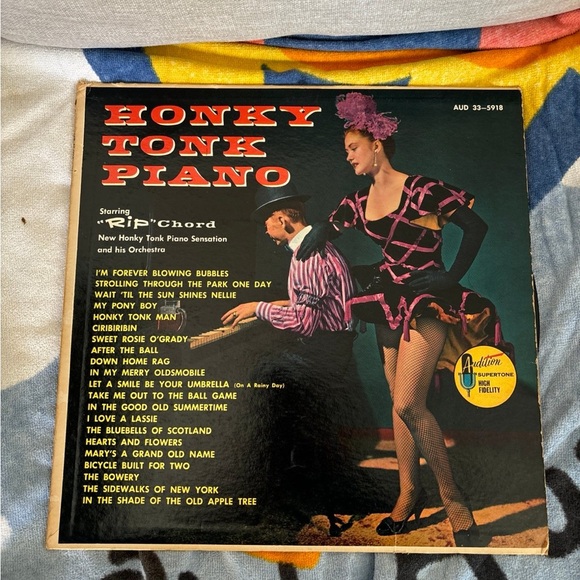 HONKY
TONK
PIANO
AUD 33-5918
Starring
"Rip" Chord
New Honky Tonk Piano Sensation
and his Orchestra
I'M FOREVER BLOWING BUBBLES
STROLLING THROUGH THE PARK ONE DAY
WAIT 'TIL THE SUN SHINES NELLIE
MY PONY BOY
HONKY TONK MAN
CIRIBIRIBIN
SWEET ROSIE O'GRADY
AFTER THE BALL
DOWN HOME RAG
IN MY MERRY OLDSMOBILE
LET A SMILE BE YOUR UMBRELLA (On A Rainy Day)
TAKE ME OUT TO THE BALL GAME
IN THE GOOD OLD SUMMERTIME
I LOVE A LASSIE
THE BLUEBELLS OF SCOTLAND
HEARTS AND FLOWERS
MARY'S A GRAND OLD NAME
BICYCLE BUILT FOR TWO
THE BOWERY
THE SIDEWALKS OF NEW YORK
IN THE SHADE OF THE OLD APPLE TREE
Audition
SUPERTONE
HIGH
FIDELITY